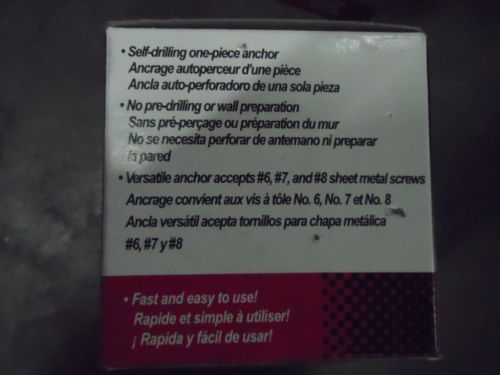 • Self-drilling one-piece anchor
Ancrage autoperceur d'une pièce
Ancla auto-perforadoro de una sola pieza
• No pre-drilling or wall preparation
Sans pré-perçage ou préparation du mur
No se necesita perforar de antemano ni preparar
la pared
• Versatile anchor accepts #6, #7, and #8 sheet metal screws
Ancrage convient aux vis à tôle No. 6, No. 7 et No. 8
Ancla versátil acepta tornillos para chapa metálica
#6, #7 y #8
• Fast and easy to use!
Rapide et simple à utiliser!
¡ Rapida y fácil de usar!